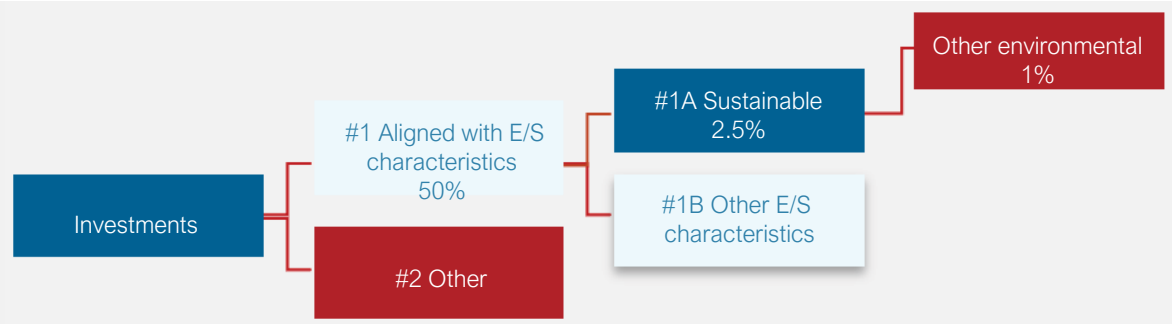 Other environmental
1%
#1A Sustainable
2.5%
#1 Aligned with E/S
characteristics
50%
#1B Other E/S
characteristics
Investments
#2 Other